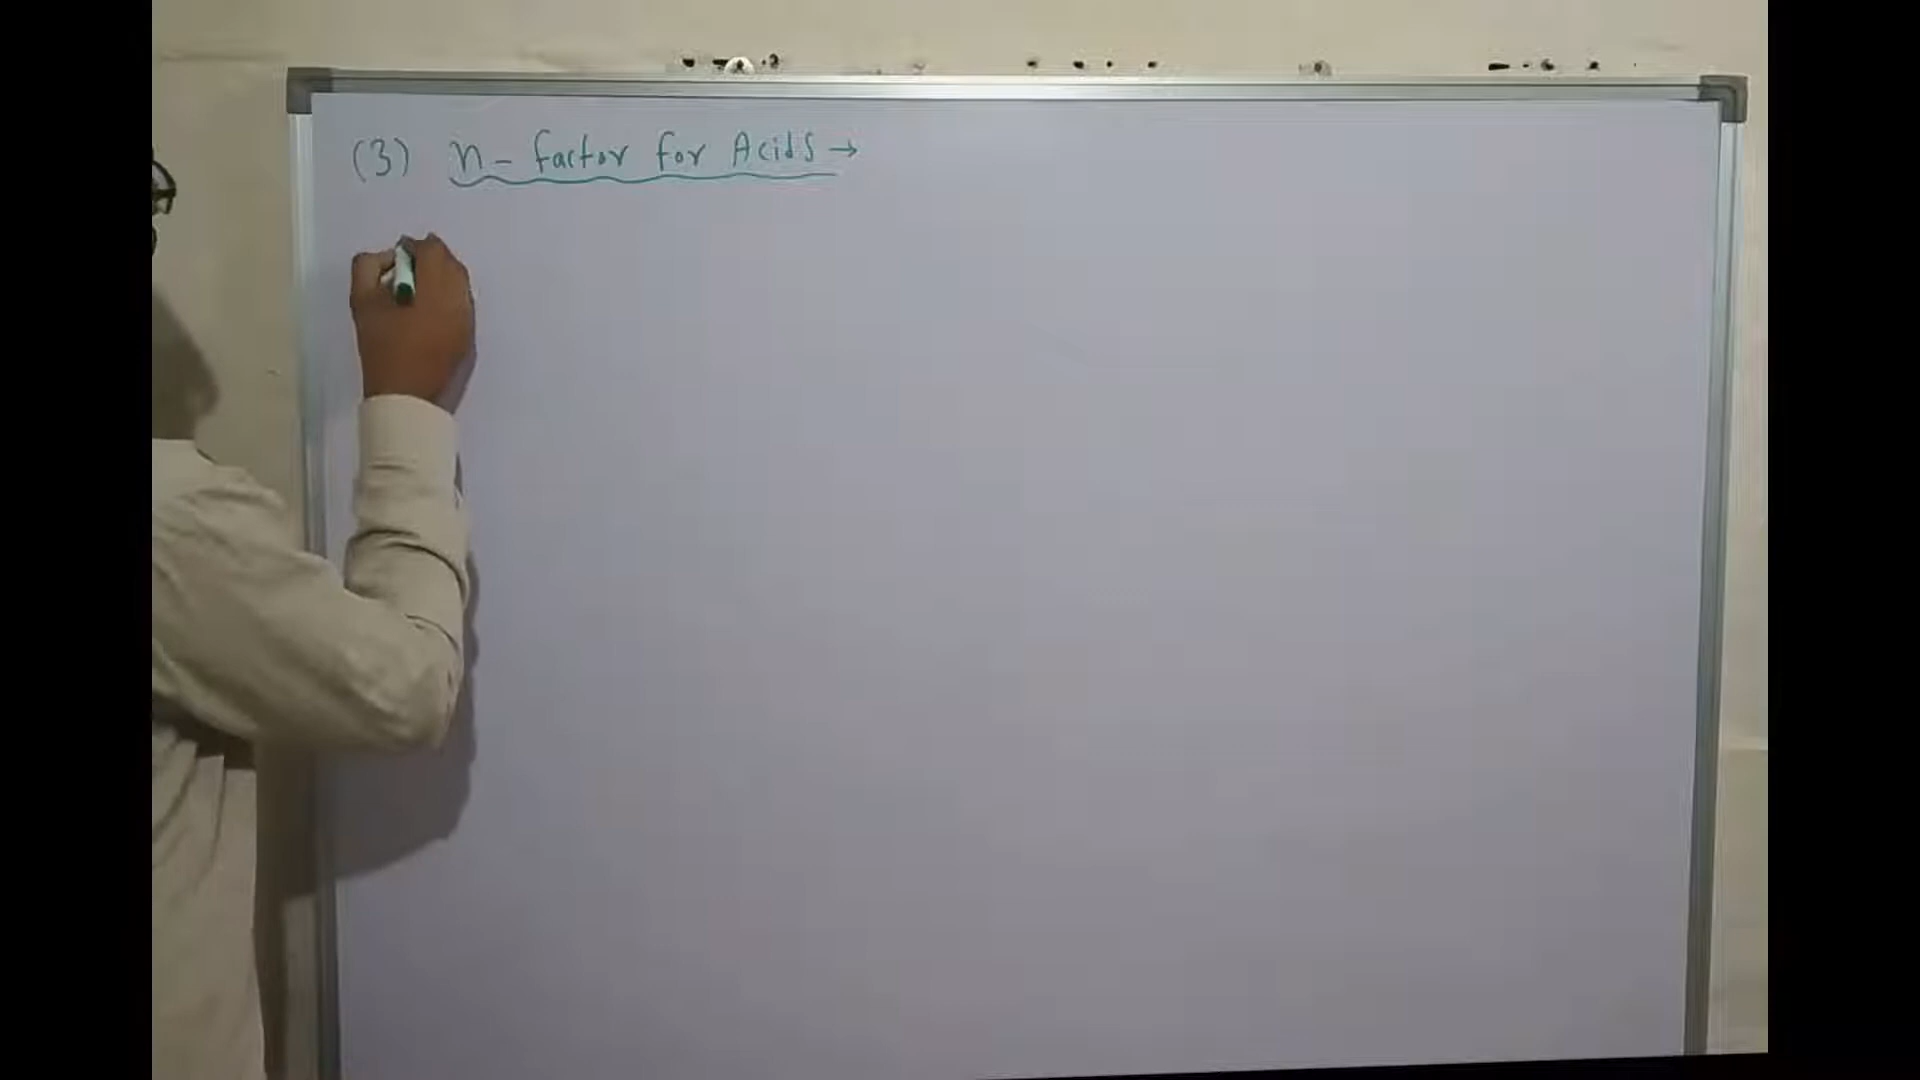 (3) n- factor for Acids →